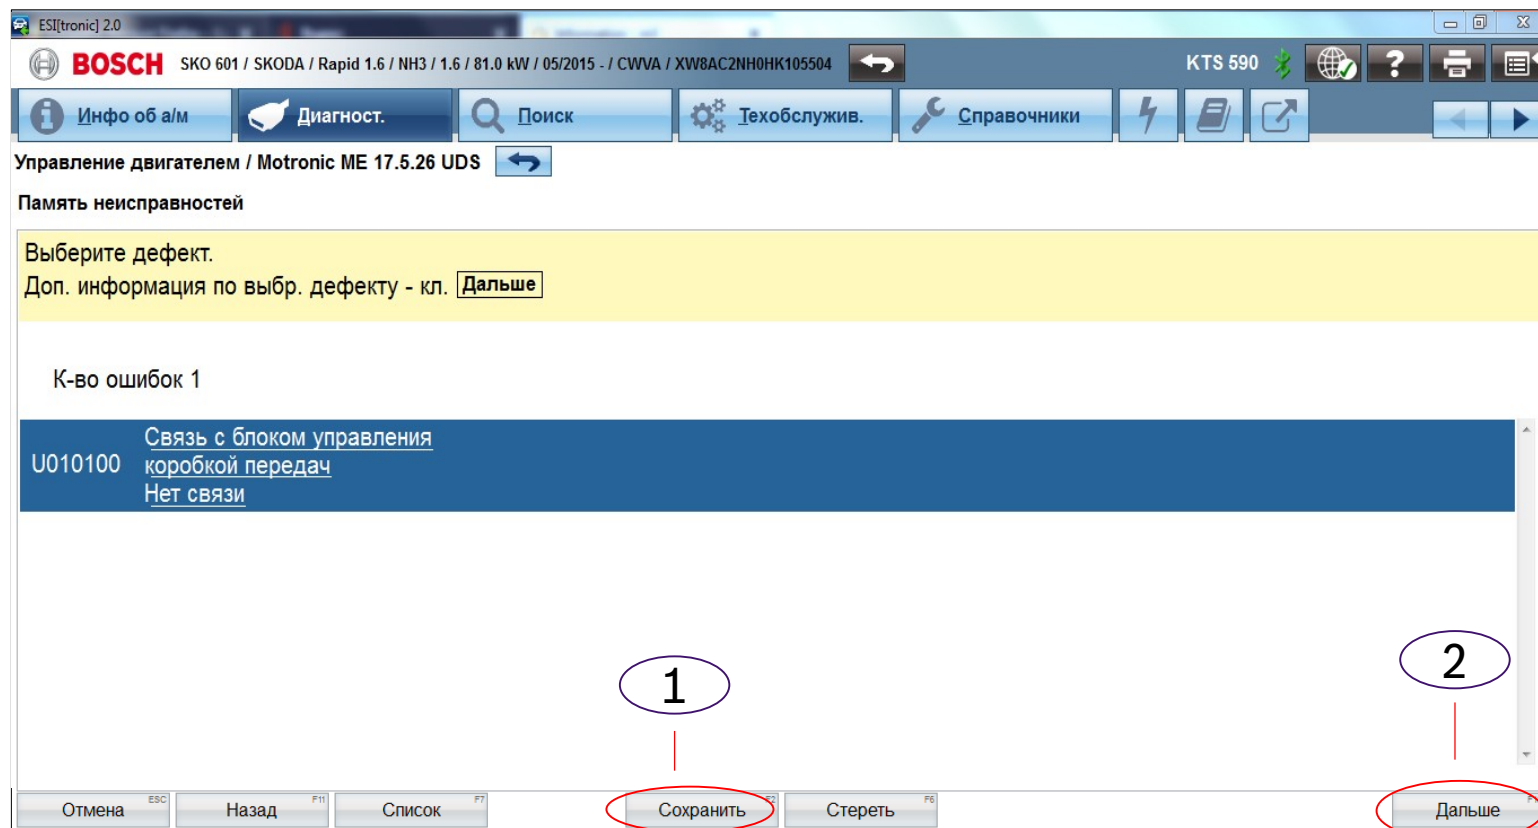 ESI[tronic] 2.0
BOSCH SKO 601 / SKODA / Rapid 1.6 / NH3 / 1.6 / 81.0 kW / 05/2015 - / CWVA / XW8AC2NH0HK105504 KTS 590 ?
Инфо об а/м Диагност. Поиск Техобслужив. Справочники
Управление двигателем / Motronic ME 17.5.26 UDS
Память неисправностей
Выберите дефект.
Доп. информация по выбр. дефекту - кл. Дальше
К-во ошибок 1
U010100 Связь с блоком управления
коробкой передач
Нет связи
1 2
Отмена ESC Назад F11 Список F7 Сохранить F2 Стереть F6 Дальше